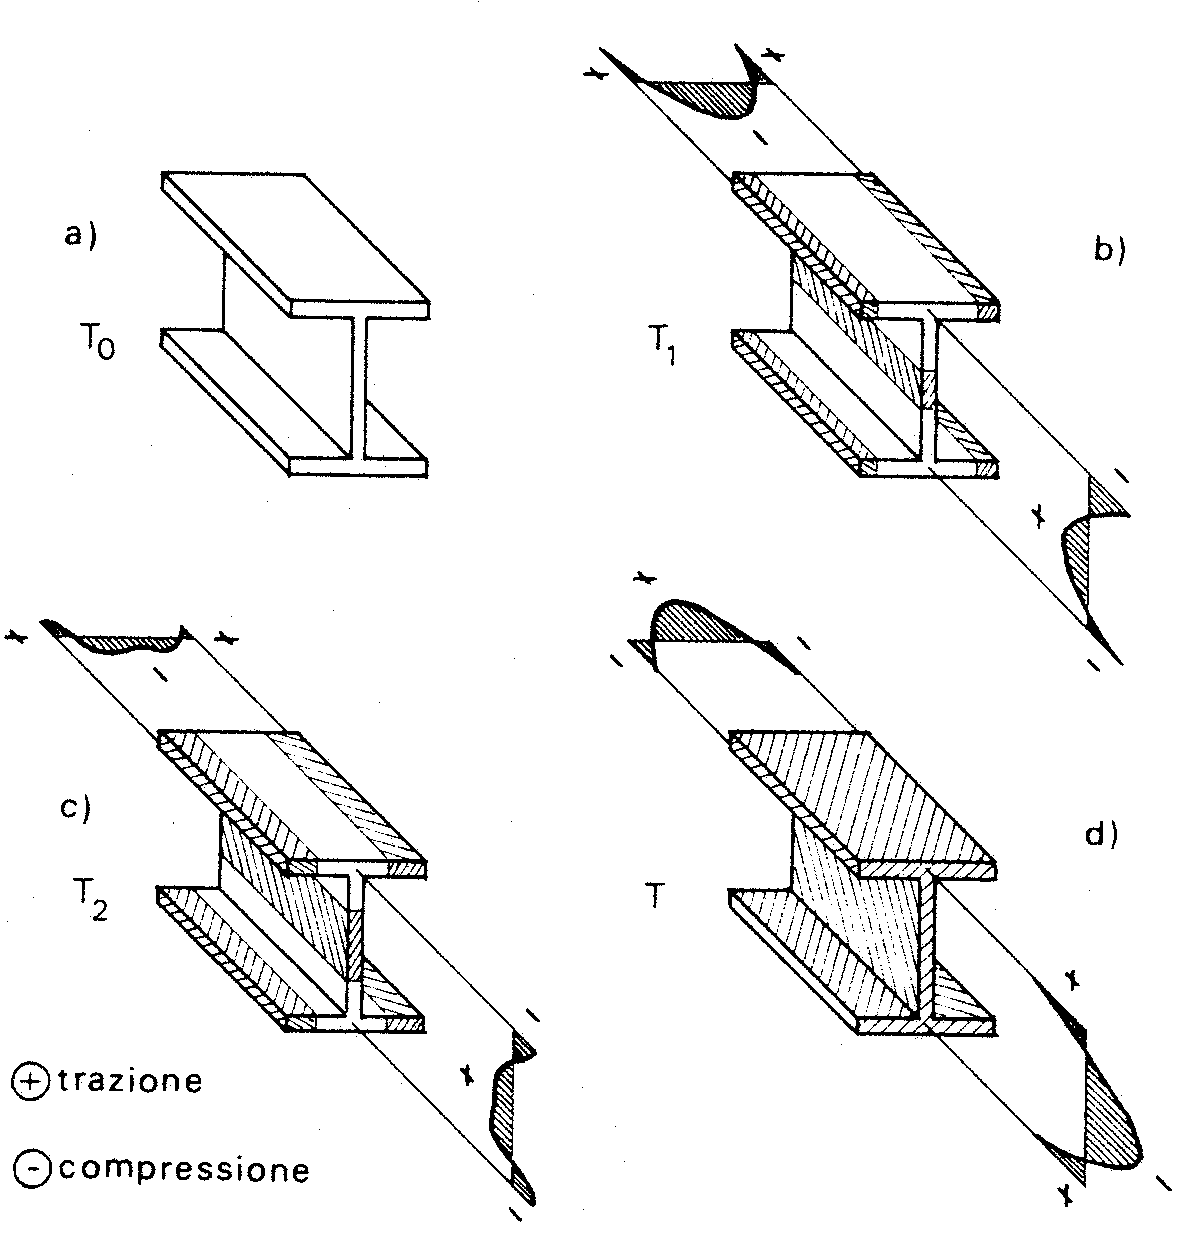 a)
T0
+
+
-
b)
T1
-
+
-
+
+
-
c)
T2
-
+
-
+
-
d)
T
+
-
+
⊕ trazione
⊖ compressione